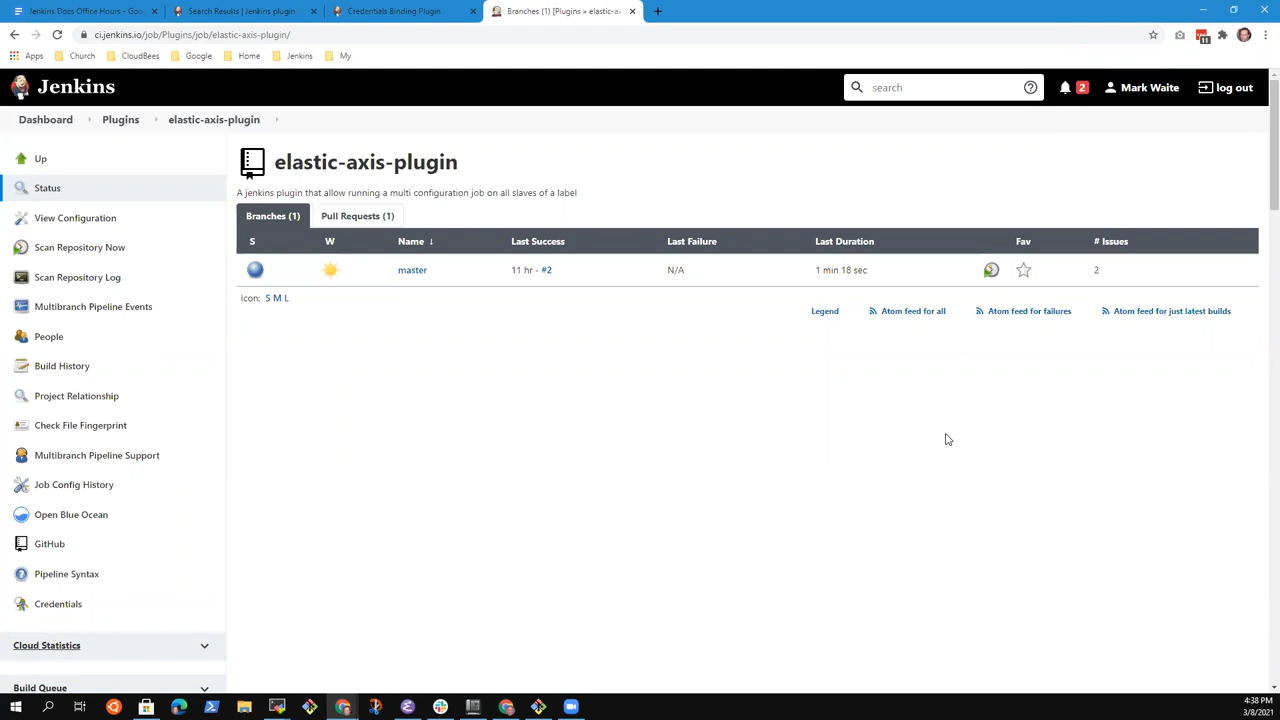 Jenkins Docs Office Hours - Goo
Search Results | Jenkins plugin
Credentials Binding Plugin
Branches (1) [Plugins » elastic-ax
ci.jenkins.io/job/Plugins/job/elastic-axis-plugin/
11
Apps
Church
CloudBees
Google
Home
Jenkins
My
Jenkins
search
2
Mark Waite
log out
Dashboard
Plugins
elastic-axis-plugin
Up
Status
View Configuration
Scan Repository Now
Scan Repository Log
Multibranch Pipeline Events
People
Build History
Project Relationship
Check File Fingerprint
Multibranch Pipeline Support
Job Config History
Open Blue Ocean
GitHub
Pipeline Syntax
Credentials
Cloud Statistics
Build Queue
elastic-axis-plugin
A jenkins plugin that allow running a multi configuration job on all slaves of a label
Branches (1)
Pull Requests (1)
S W Name ↓ Last Success Last Failure Last Duration Fav # Issues
master 11 hr - #2 N/A 1 min 18 sec 2
Icon: S M L
Legend
Atom feed for all
Atom feed for failures
Atom feed for just latest builds
4:38 PM
3/8/2021